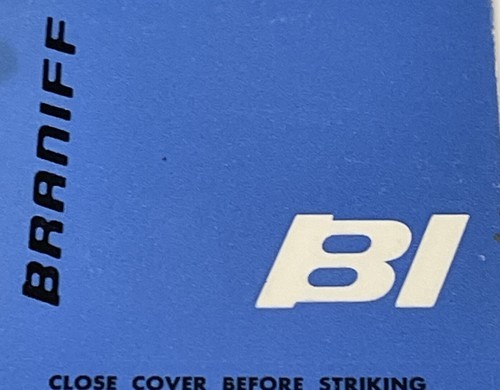 BRANIFF
BI
CLOSE COVER BEFORE STRIKING